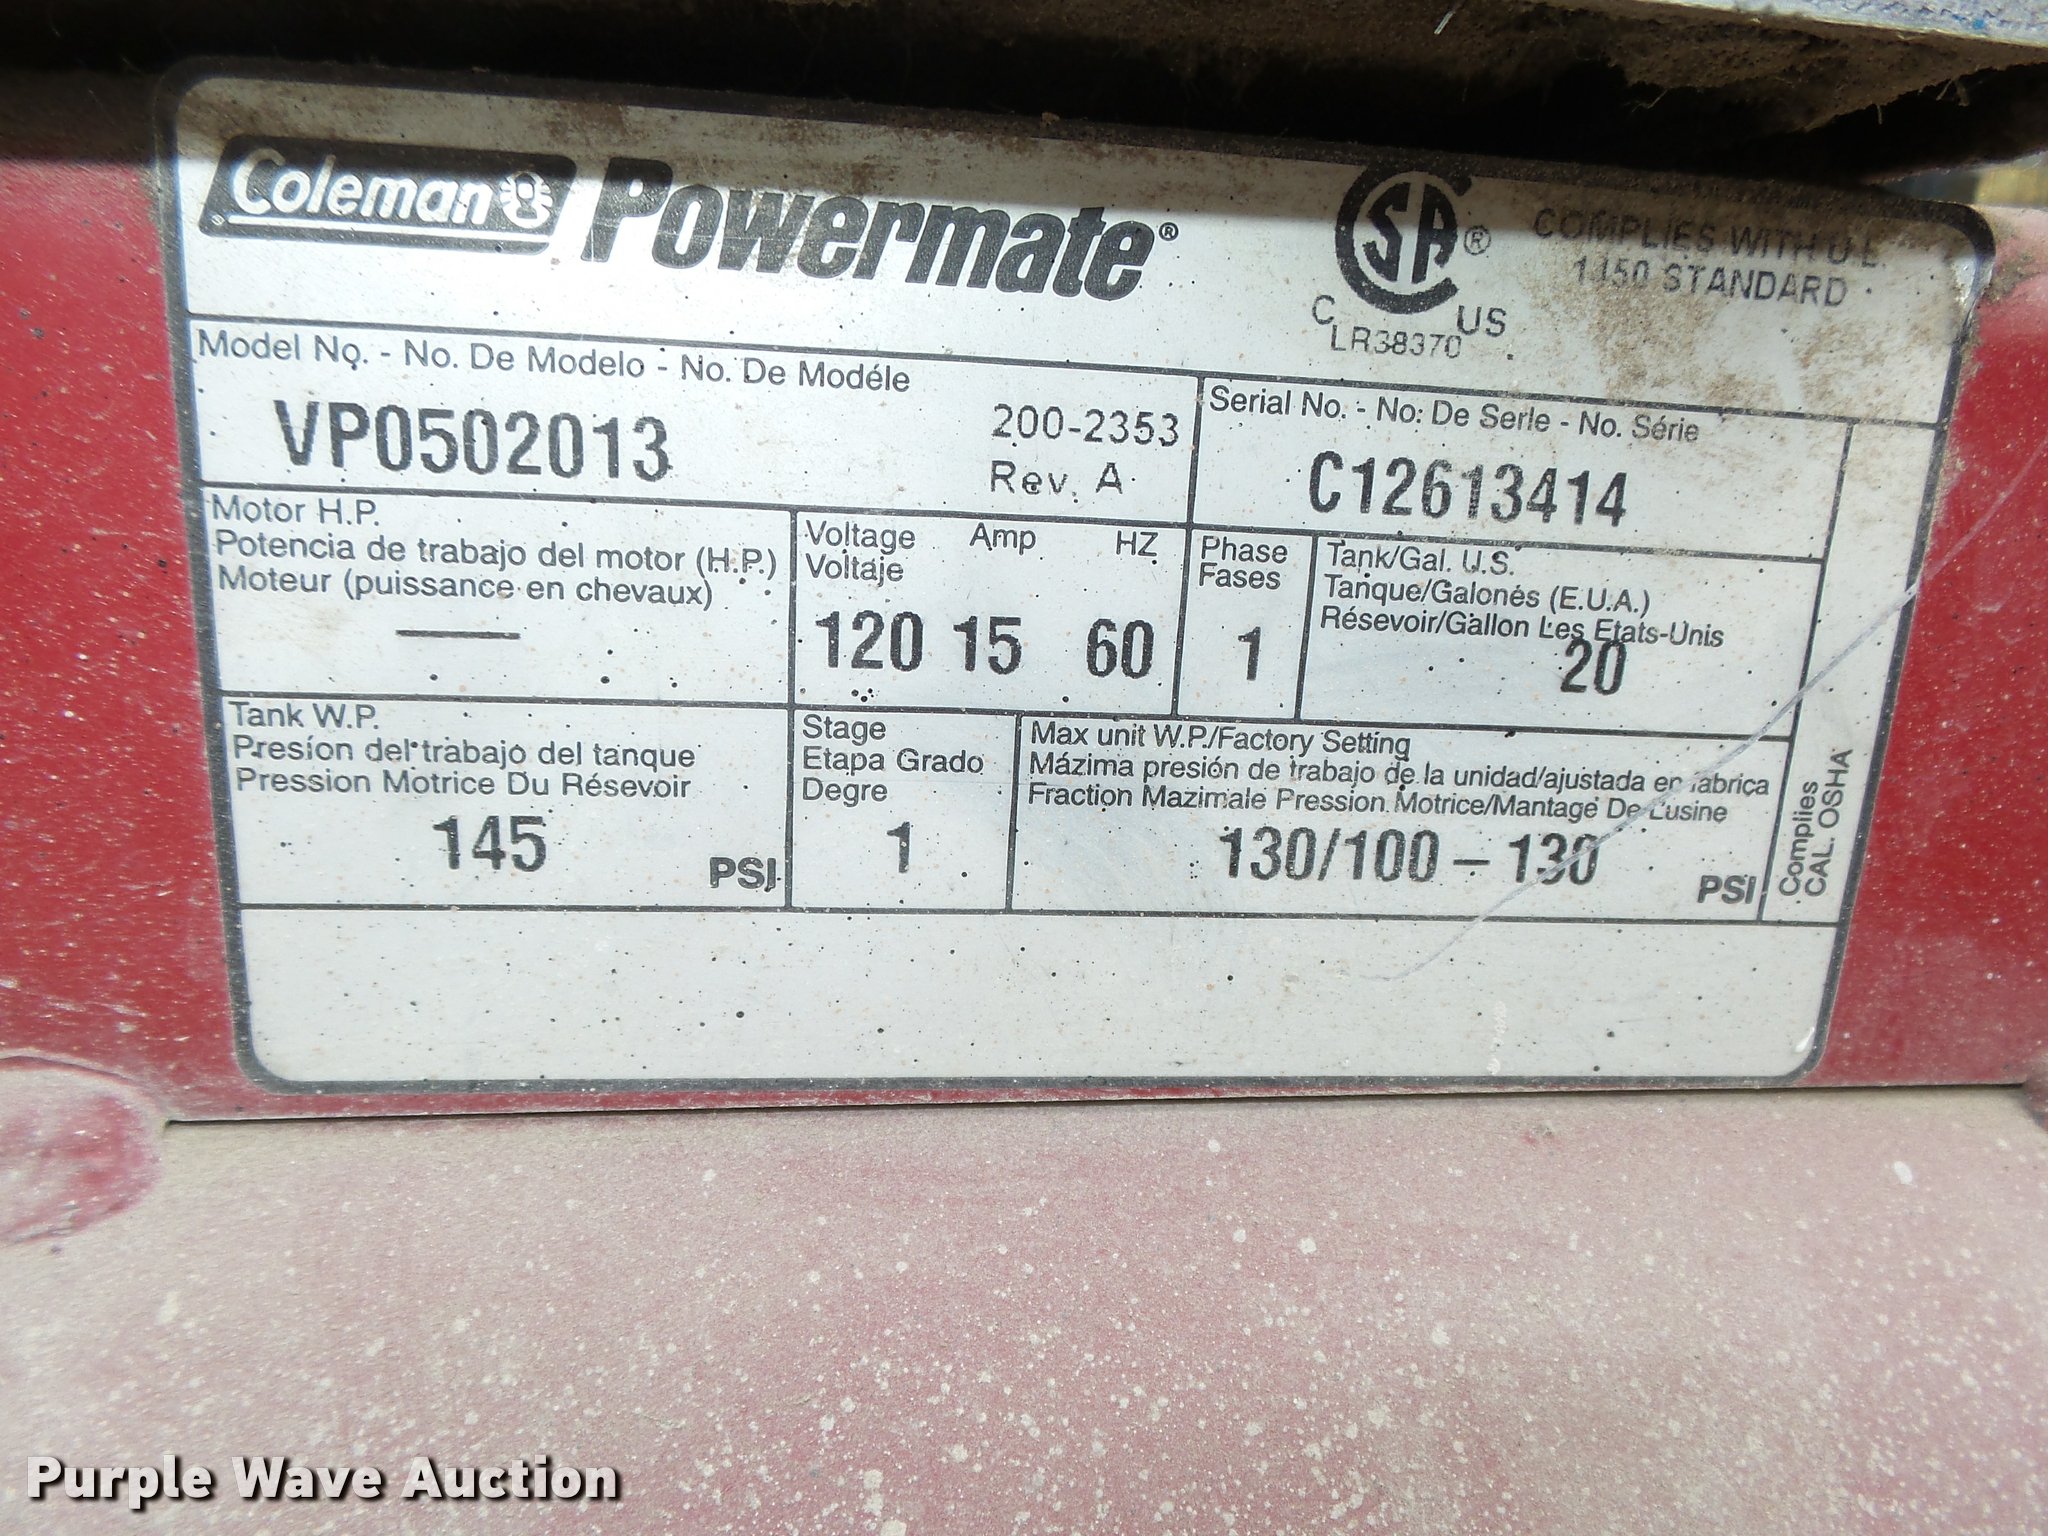 Coleman Powermate®
CSA®
C US
LR38370
COMPLIES WITH U.L.
1450 STANDARD
Model No. - No. De Modelo - No. De Modéle
VP0502013
200-2353
Rev. A
Serial No. - No: De Serle - No. Série
C12613414
Motor H.P.
Potencia de trabajo del motor (H.P.)
Moteur (puissance en chevaux)
—
Voltage Amp HZ
Voltaje
120 15 60
Phase
Fases
1
Tank/Gal. U.S.
Tanque/Galonés (E.U.A.)
Résevoir/Gallon Les Etats-Unis
20
Tank W.P.
Presíon del trabajo del tanque
Pression Motrice Du Résevoir
145 PSI
Stage
Etapa Grado
Degre
1
Max unit W.P./Factory Setting
Mázima presión de trabajo de la unidad/ajustada en fabrica
Fraction Mazimale Pression Motrice/Mantage De L'usine
130/100 – 130 PSI
Complies
CAL. OSHA
Purple Wave Auction